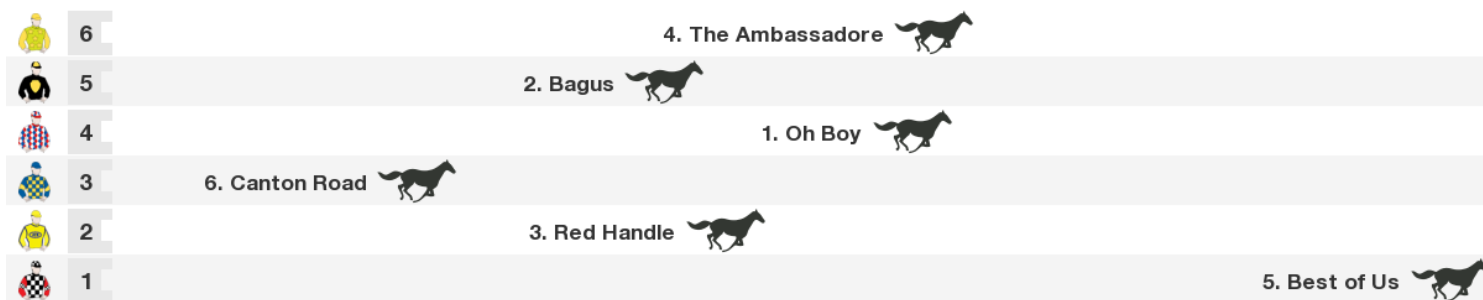 6 4. The Ambassadore
5 2. Bagus
4 1. Oh Boy
3 6. Canton Road
2 3. Red Handle
1 5. Best of Us